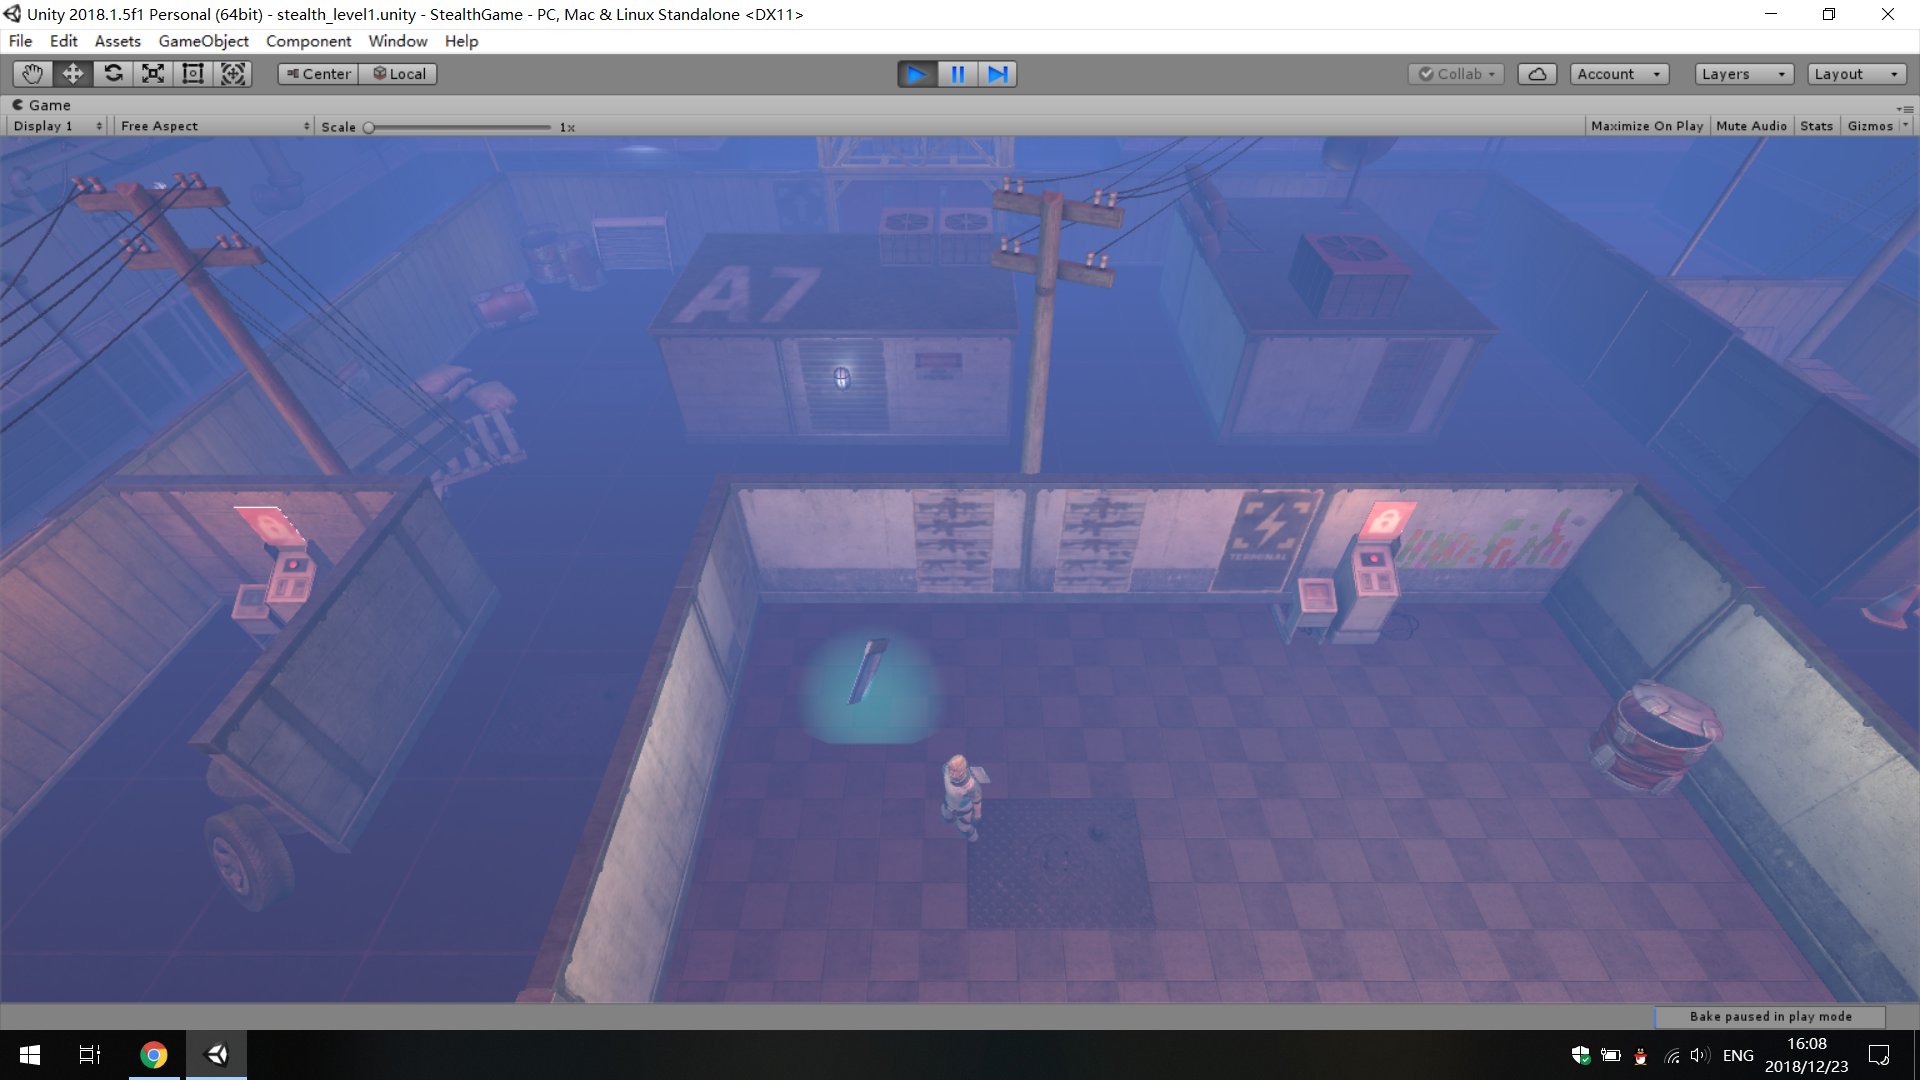 Unity 2018.1.5f1 Personal (64bit) - stealth_level1.unity - StealthGame - PC, Mac & Linux Standalone <DX11>
File Edit Assets GameObject Component Window Help
Center Local Collab Account Layers Layout
Game
Display 1 Free Aspect Scale 1x Maximize On Play Mute Audio Stats Gizmos
A7
TERMINAL
Bake paused in play mode
ENG
16:08
2018/12/23